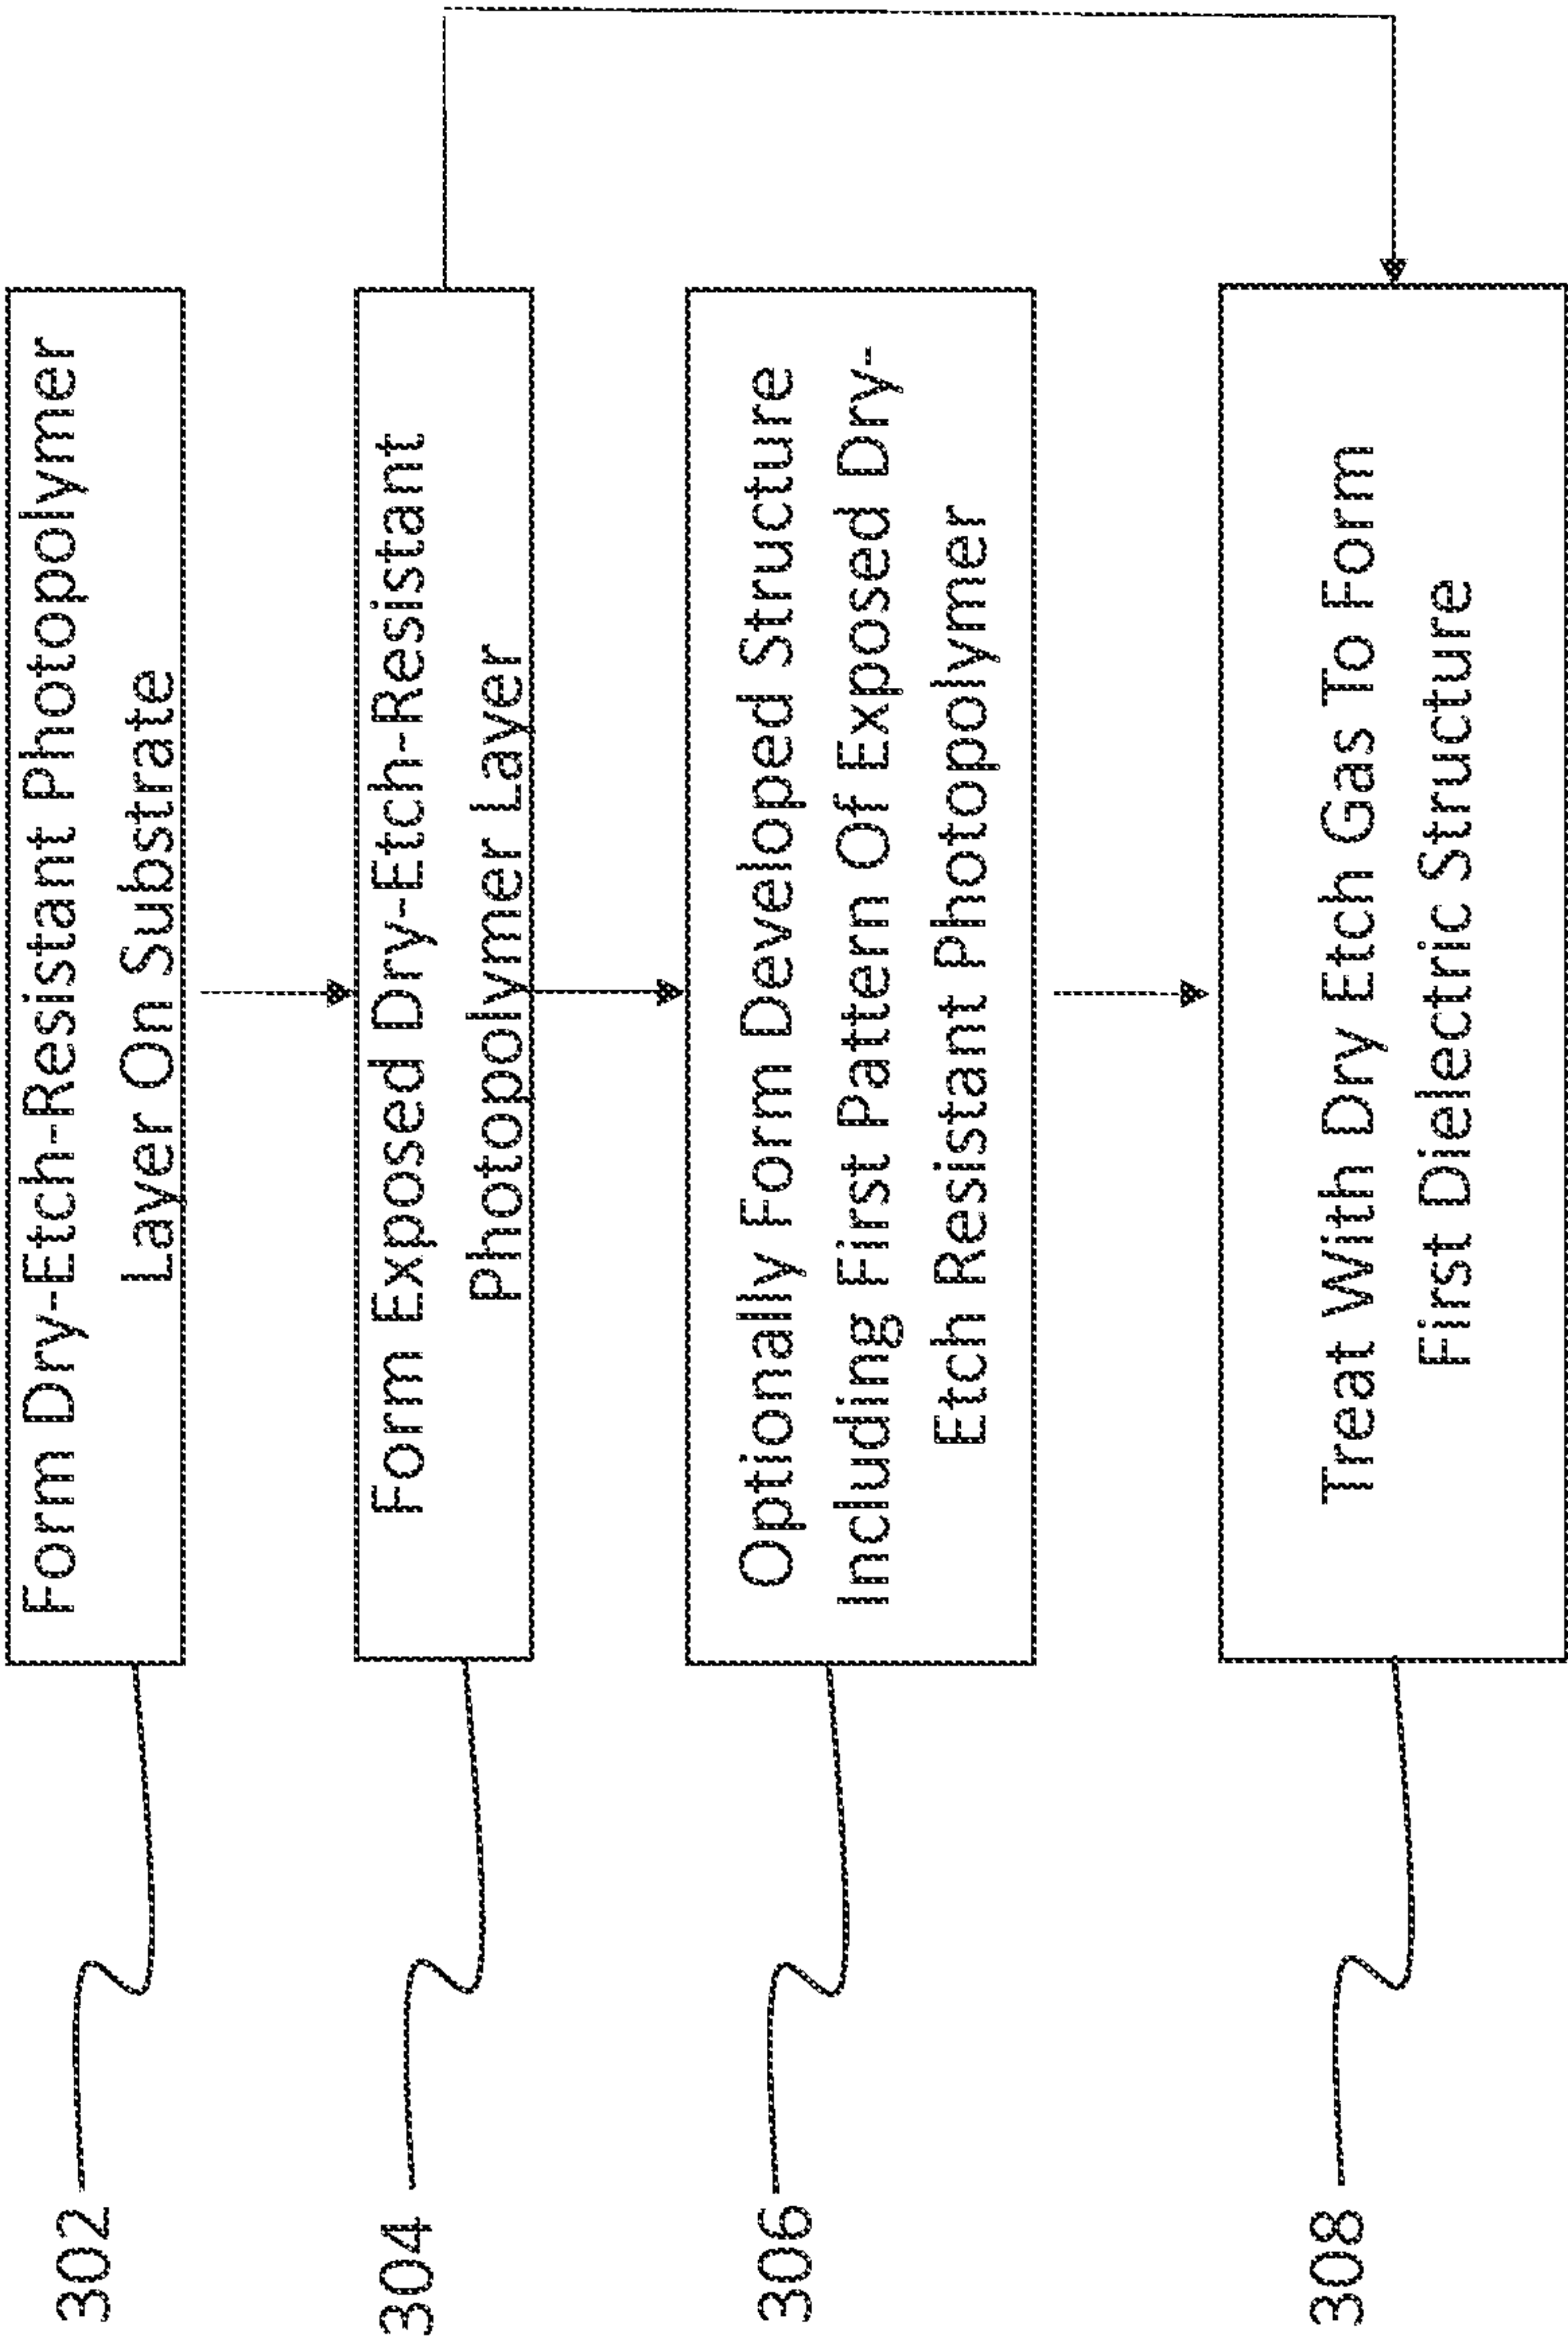 302
Form Dry-Etch-Resistant Photopolymer
Layer On Substrate
304
Form Exposed Dry-Etch-Resistant
Photopolymer Layer
306
Optionally Form Developed Structure
Including First Pattern Of Exposed Dry-
Etch Resistant Photopolymer
308
Treat With Dry Etch Gas To Form
First Dielectric Structure